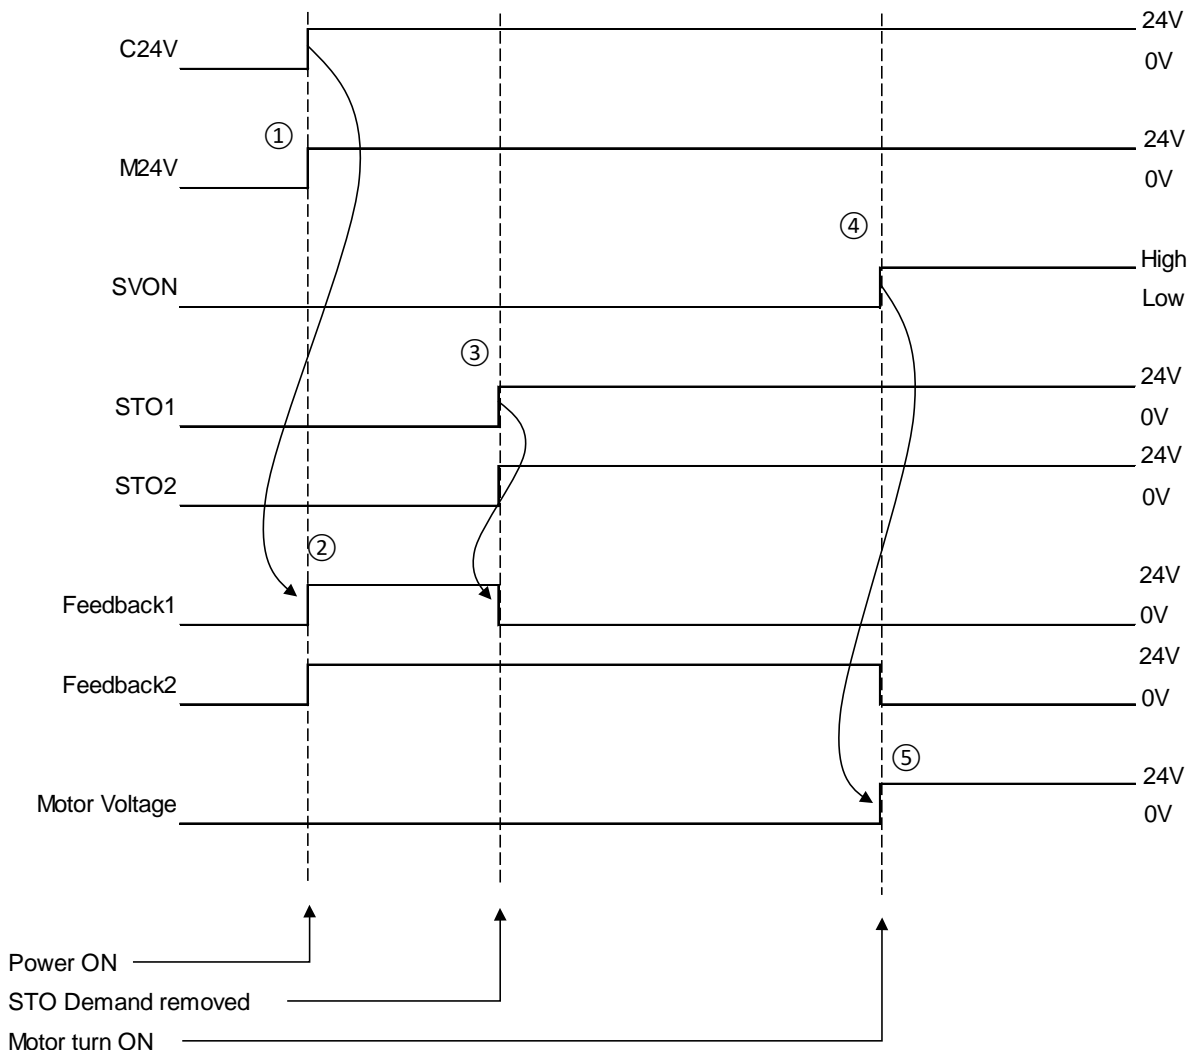 24V
C24V
0V
①
24V
M24V
0V
④
High
SVON
Low
③
24V
STO1
0V
24V
STO2
0V
②
24V
Feedback1
0V
24V
Feedback2
0V
⑤
24V
Motor Voltage
0V
Power ON
STO Demand removed
Motor turn ON